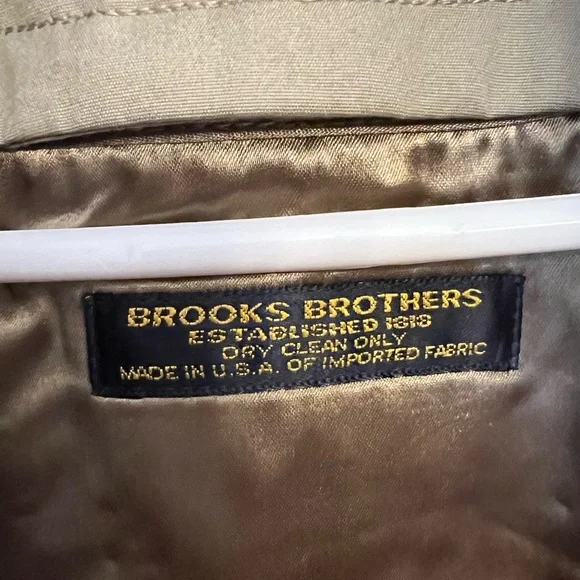 BROOKS BROTHERS
ESTABLISHED 1818
DRY CLEAN ONLY
MADE IN U.S.A. OF IMPORTED FABRIC